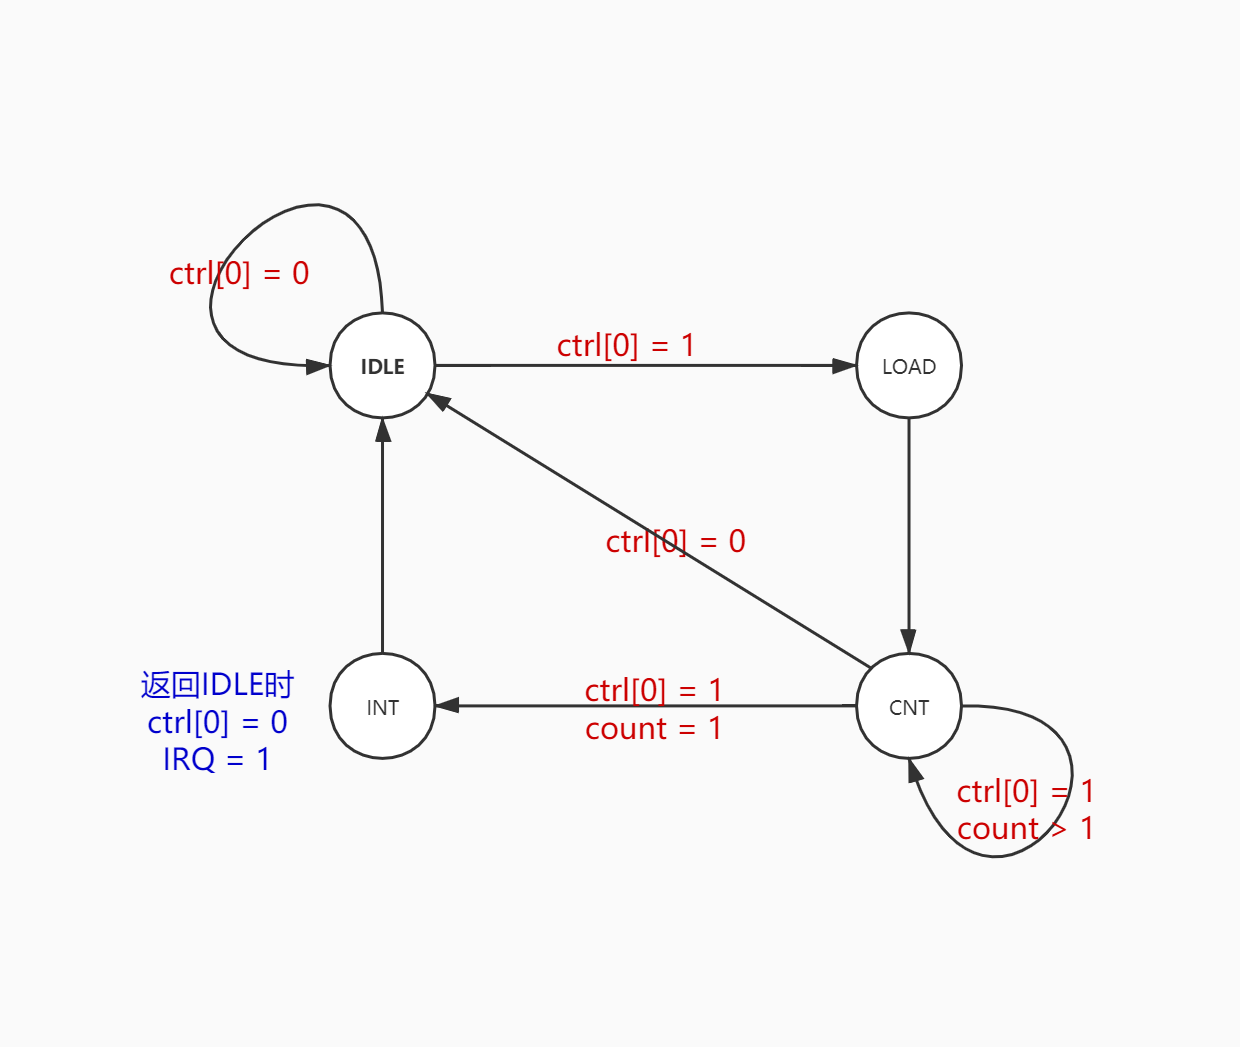 ctrl[0] = 0
IDLE
ctrl[0] = 1
LOAD
ctrl[0] = 0
返回IDLE时
ctrl[0] = 0
IRQ = 1
INT
ctrl[0] = 1
count = 1
CNT
ctrl[0] = 1
count > 1